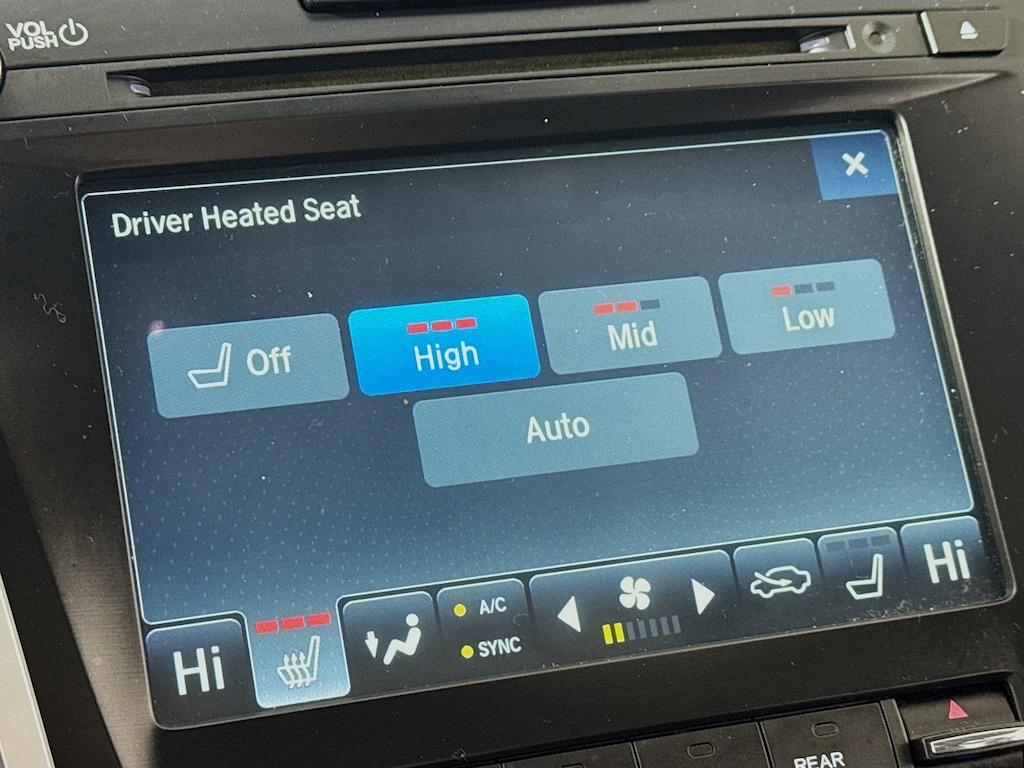 VOL
PUSH
Driver Heated Seat
Off
High
Mid
Low
Auto
Hi
A/C
SYNC
Hi
REAR